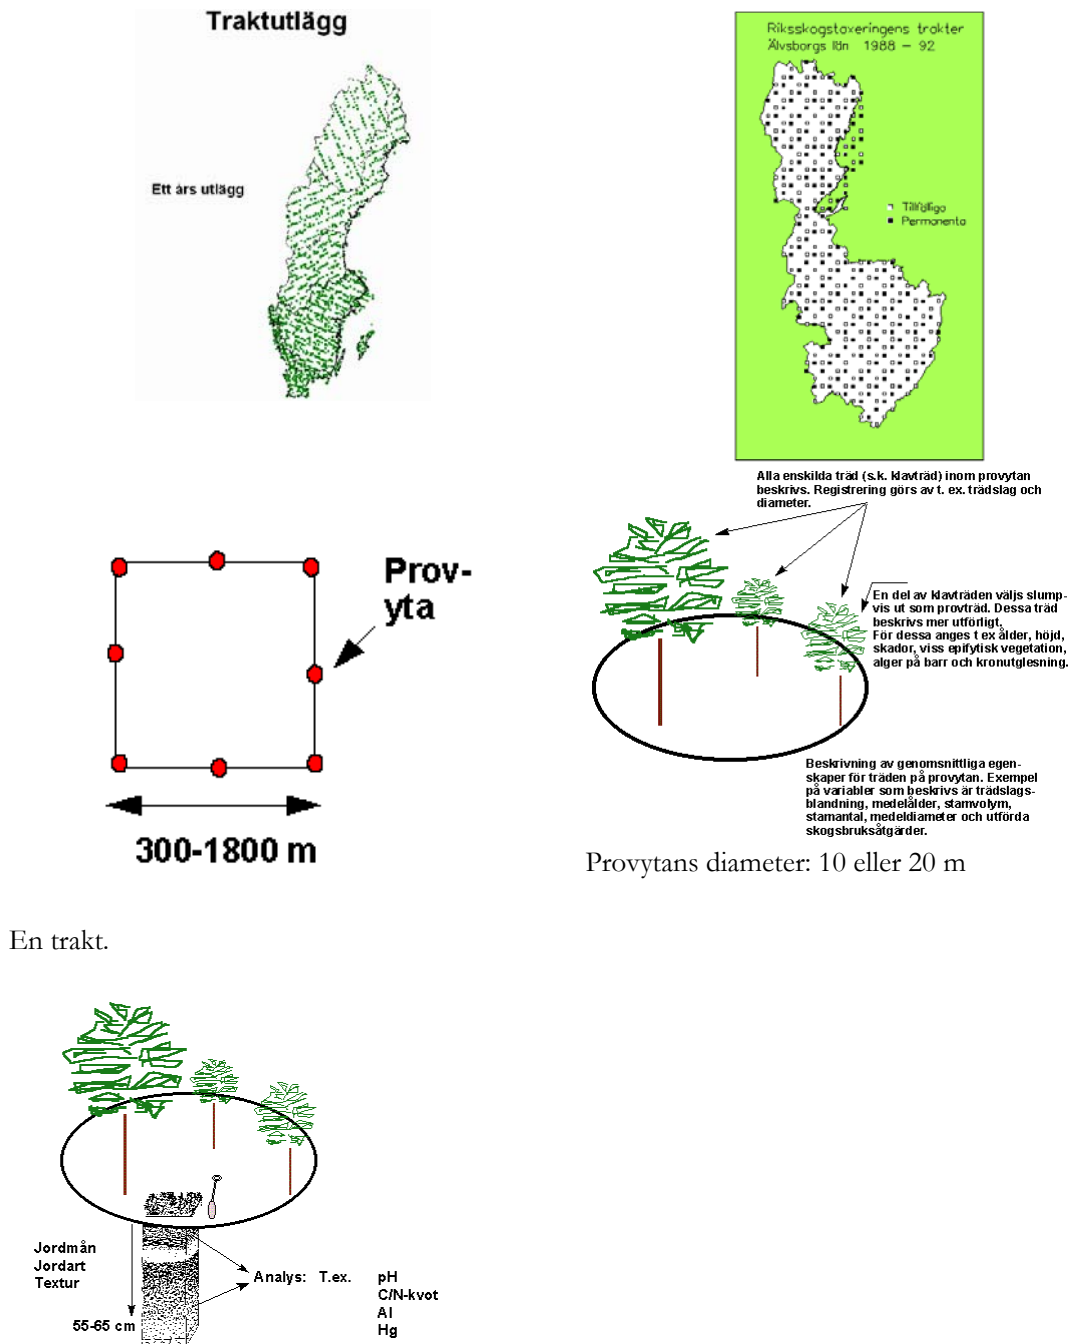 Traktutlägg
Ett års utlägg
Riksskogstaxeringens trakter
Älvsborgs län 1988 - 92
Tillfälliga
Permanenta
Prov-
yta
300-1800 m
Alla enskilda träd (s.k. klavträd) inom provytan
beskrivs. Registrering görs av t. ex. trädslag och
diameter.
En del av klavträden väljs slump-
vis ut som provträd. Dessa träd
beskrivs mer utförligt.
För dessa anges t ex ålder, höjd,
skador, viss epifytisk vegetation,
alger på barr och kronutglesning.
Beskrivning av genomsnittliga egen-
skaper för träden på provytan. Exempel
på variabler som beskrivs är trädslags-
blandning, medelålder, stamvolym,
stamantal, medeldiameter och utförda
skogsbruksåtgärder.
Provytans diameter: 10 eller 20 m
En trakt.
Jordmån
Jordart
Textur
55-65 cm
Analys: T.ex. pH
C/N-kvot
Al
Hg